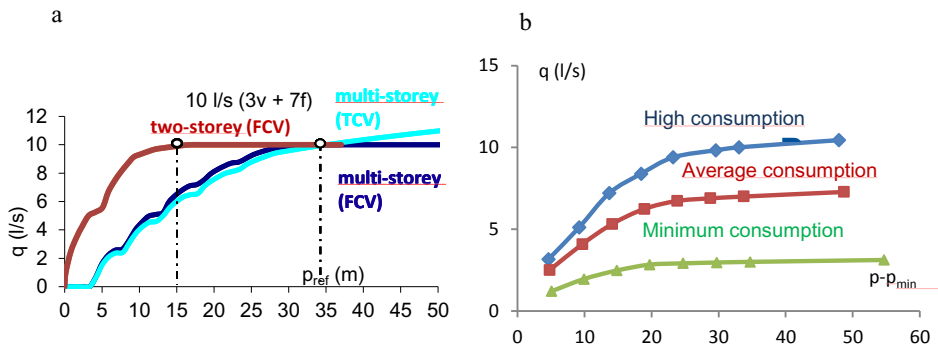 a
10 l/s (3v + 7f)
multi-storey
(TCV)
two-storey (FCV)
multi-storey
(FCV)
q (l/s)
12
10
8
6
4
2
0
p_ref (m)
0 5 10 15 20 25 30 35 40 45 50
b
q (l/s)
15
10
5
0
High consumption
Average consumption
Minimum consumption
p-p_min
0 10 20 30 40 50 60